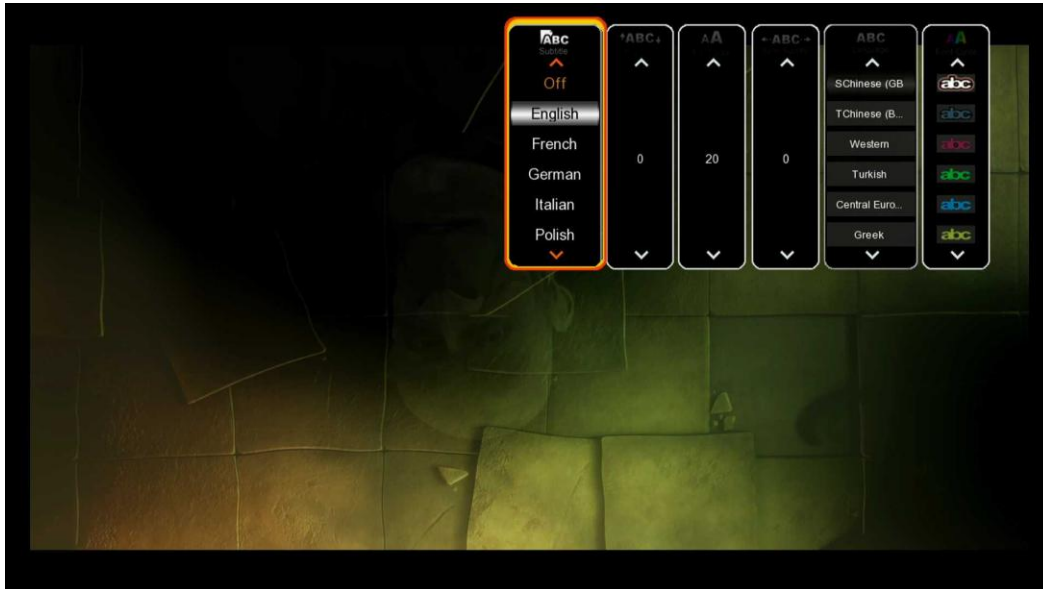 ABC
Subtitle
Off
English
French
German
Italian
Polish
ABC
0
AA
20
ABC
0
ABC
SChinese (GB
TChinese (B...
Western
Turkish
Central Euro...
Greek
AA
abc
abc
abc
abc
abc
abc